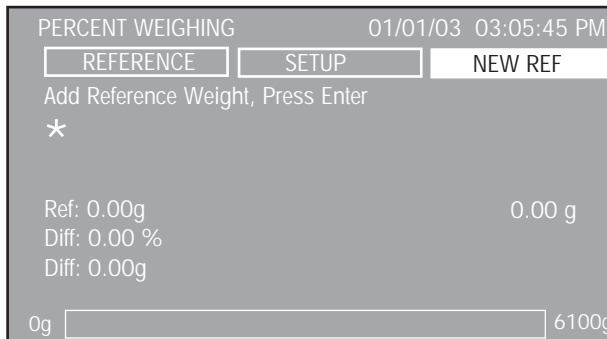 PERCENT WEIGHING 01/01/03 03:05:45 PM
REFERENCE SETUP NEW REF
Add Reference Weight, Press Enter
*
Ref: 0.00g 0.00 g
Diff: 0.00 %
Diff: 0.00g
0g 6100g